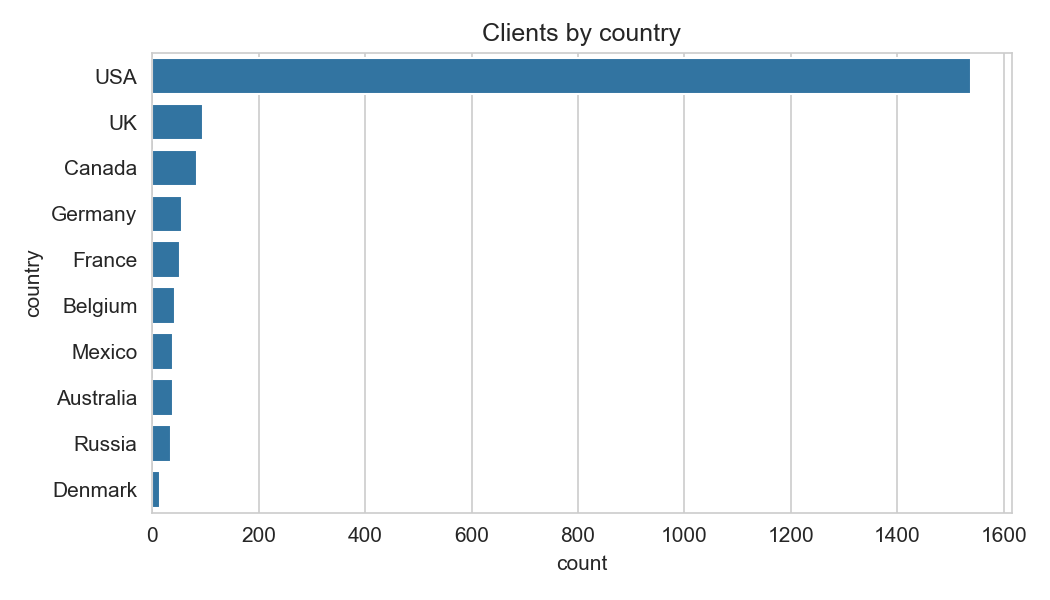 Clients by country
country
USA
UK
Canada
Germany
France
Belgium
Mexico
Australia
Russia
Denmark
0 200 400 600 800 1000 1200 1400 1600
count